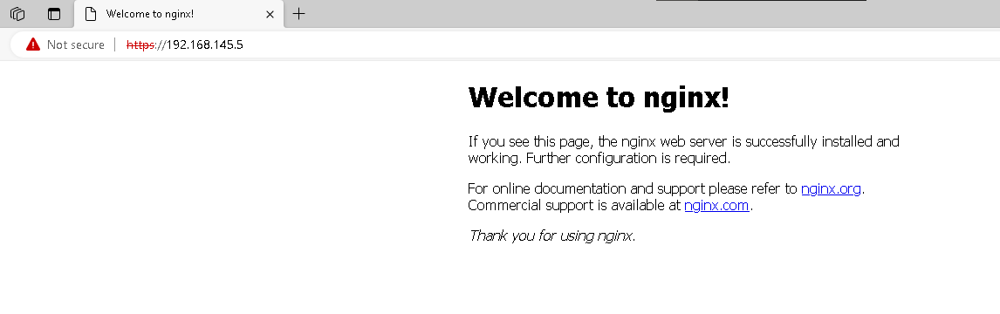 Welcome to nginx!
Not secure https://192.168.145.5
Welcome to nginx!
If you see this page, the nginx web server is successfully installed and
working. Further configuration is required.
For online documentation and support please refer to nginx.org.
Commercial support is available at nginx.com.
Thank you for using nginx.